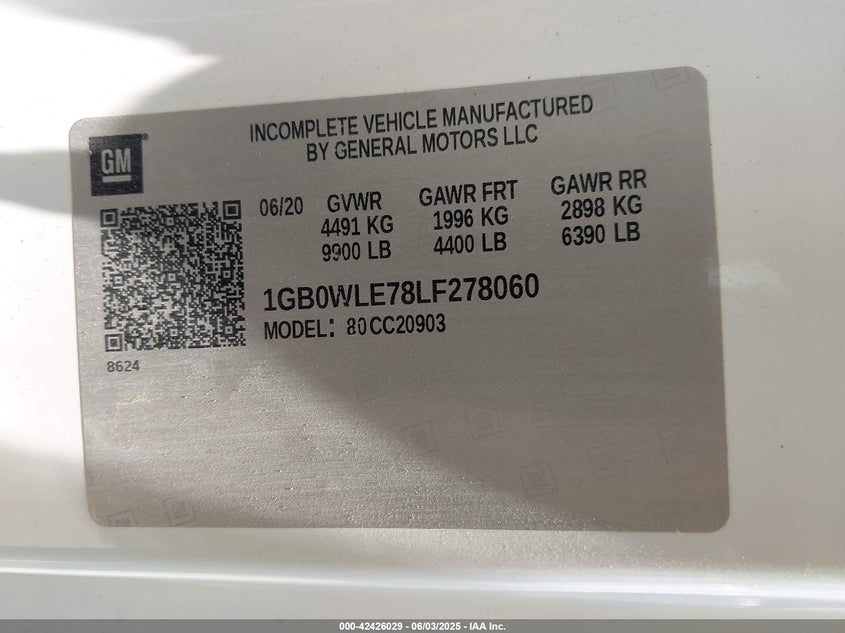 INCOMPLETE VEHICLE MANUFACTURED
BY GENERAL MOTORS LLC
GM
®
06/20 GVWR GAWR FRT GAWR RR
4491 KG 1996 KG 2898 KG
9900 LB 4400 LB 6390 LB
1GB0WLE78LF278060
MODEL: 80CC20903
8624
000-42426029 - 06/03/2025 - IAA Inc.